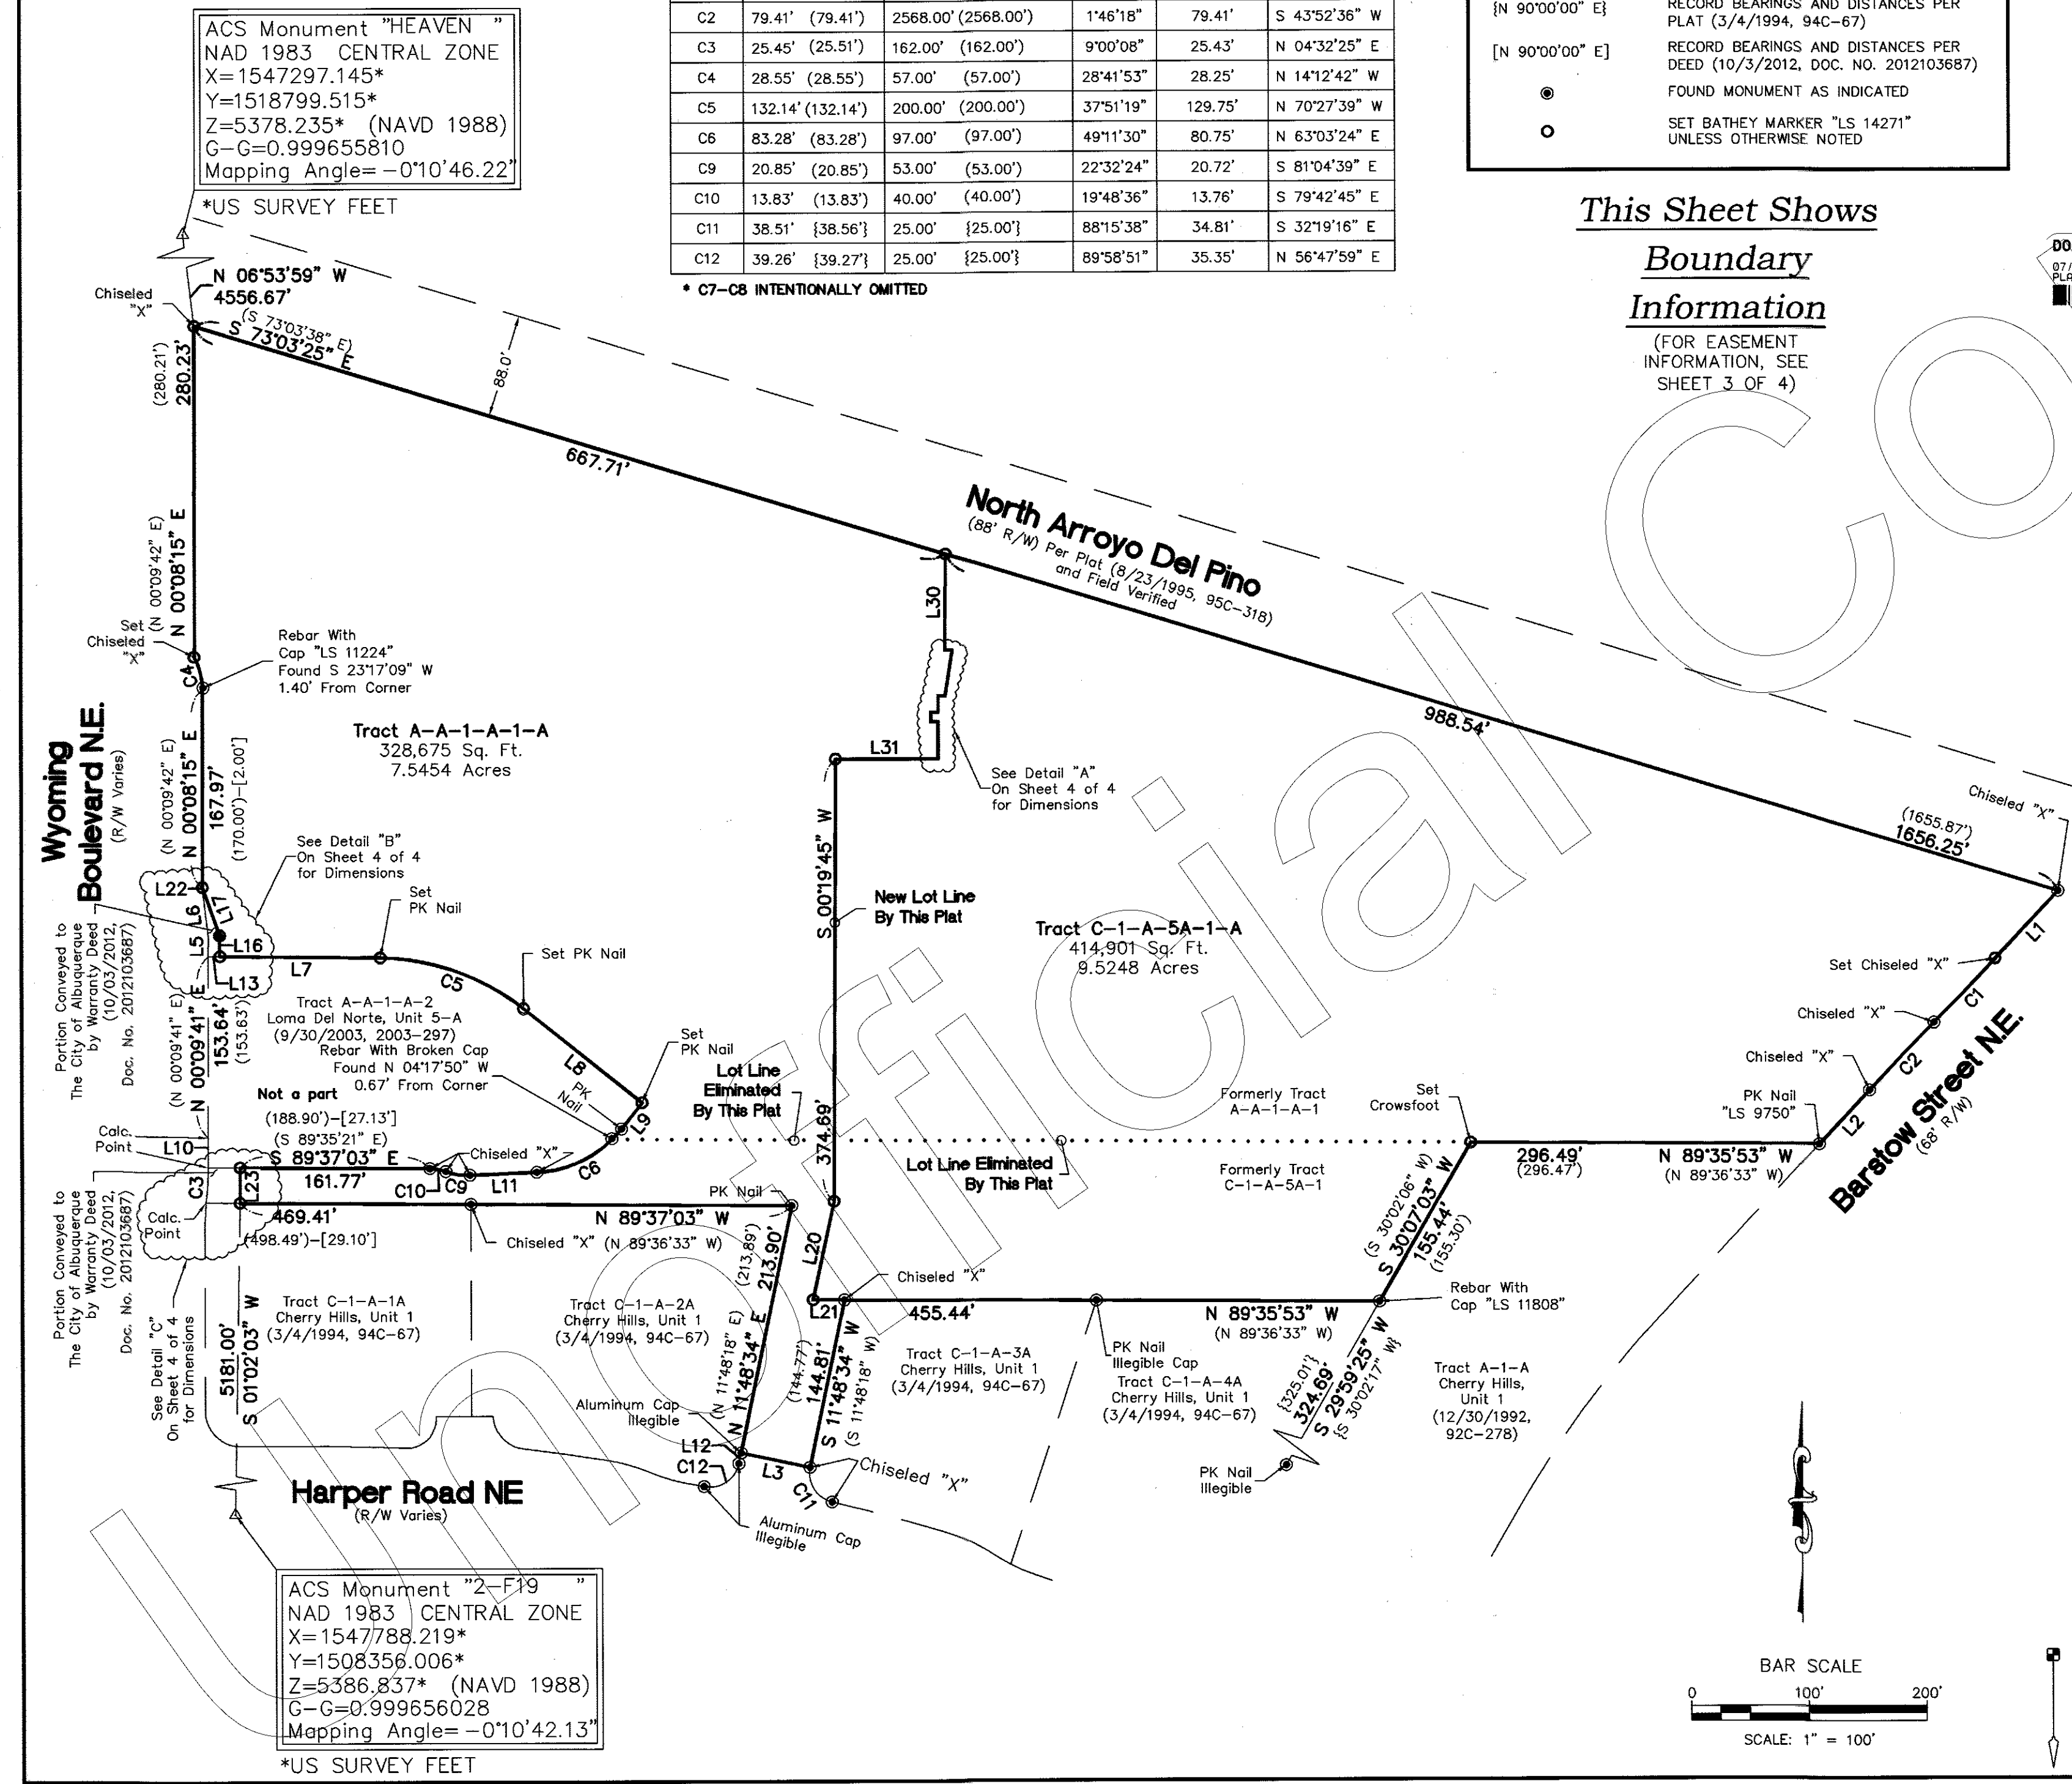 ACS Monument "HEAVEN "
NAD 1983 CENTRAL ZONE
X=1547297.145*
Y=1518799.515*
Z=5378.235* (NAVD 1988)
G-G=0.999655810
Mapping Angle= -0°10'46.22"
*US SURVEY FEET
C2 79.41' (79.41') 2568.00' (2568.00') 1°46'18" 79.41' S 43°52'36" W
C3 25.45' (25.51') 162.00' (162.00') 9°00'08" 25.43' N 04°32'25" E
C4 28.55' (28.55') 57.00' (57.00') 28°41'53" 28.25' N 14°12'42" W
C5 132.14' (132.14') 200.00' (200.00') 37°51'19" 129.75' N 70°27'39" W
C6 83.28' (83.28') 97.00' (97.00') 49°11'30" 80.75' N 63°03'24" E
C9 20.85' (20.85') 53.00' (53.00') 22°32'24" 20.72' S 81°04'39" E
C10 13.83' (13.83') 40.00' (40.00') 19°48'36" 13.76' S 79°42'45" E
C11 38.51' {38.56'} 25.00' {25.00'} 88°15'38" 34.81' S 32°19'16" E
C12 39.26' {39.27'} 25.00' {25.00'} 89°58'51" 35.35' N 56°47'59" E
* C7-C8 INTENTIONALLY OMITTED
{N 90°00'00" E} RECORD BEARINGS AND DISTANCES PER
PLAT (3/4/1994, 94C-67)
[N 90°00'00" E] RECORD BEARINGS AND DISTANCES PER
DEED (10/3/2012, DOC. NO. 2012103687)
FOUND MONUMENT AS INDICATED
SET BATHEY MARKER "LS 14271"
UNLESS OTHERWISE NOTED
This Sheet Shows
Boundary
Information
(FOR EASEMENT
INFORMATION, SEE
SHEET 3 OF 4)
N 06°53'59" W
4556.67'
Chiseled
"X"
(S 73°03'38" E)
S 73°03'25" E
88.0'
667.71'
(280.21')
280.23'
(N 00°09'42" E)
N 00°08'15" E
North Arroyo Del Pino
(88' R/W) Per Plat (8/23/1995, 95C-318)
and Field Verified
988.54'
(1655.87')
1656.25'
Chiseled "X"
Set
Chiseled
"X"
C4
Rebar With
Cap "LS 11224"
Found S 23°17'09" W
1.40' From Corner
Tract A-A-1-A-1-A
328,675 Sq. Ft.
7.5454 Acres
L30
L31
See Detail "A"
On Sheet 4 of 4
for Dimensions
Wyoming
Boulevard N.E.
(R/W Varies)
(N 00°09'42" E)
N 00°08'15" E
167.97'
(170.00')-[2.00']
See Detail "B"
On Sheet 4 of 4
for Dimensions
L22
L6
L17
L5
L16
L13
L7
Set
PK Nail
C5
Set PK Nail
S 00°19'45" W
374.69'
New Lot Line
By This Plat
Tract C-1-A-5A-1-A
414,901 Sq. Ft.
9.5248 Acres
L1
Set Chiseled "X"
C1
Chiseled "X"
C2
Chiseled "X"
L2
PK Nail
"LS 9750"
Barstow Street N.E.
(68' R/W)
Portion Conveyed to
The City of Albuquerque
by Warranty Deed
(10/03/2012,
Doc. No. 2012103687)
(N 00°09'41" E)
N 00°09'41" E
153.64'
(153.63')
Tract A-A-1-A-2
Loma Del Norte, Unit 5-A
(9/30/2003, 2003-297)
Rebar With Broken Cap
Found N 04°17'50" W
0.67' From Corner
Not a part
(188.90')-[27.13']
(S 89°35'21" E)
S 89°37'03" E
161.77'
L8
Set
PK Nail
PK
Nail
L9
Lot Line
Eliminated
By This Plat
Formerly Tract
A-A-1-A-1
Set
Crowsfoot
Lot Line Eliminated
By This Plat
Formerly Tract
C-1-A-5A-1
296.49'
(296.47')
N 89°35'53" W
(N 89°36'33" W)
Calc.
Point
L10
C3
L23
Chiseled "X"
C10
C9
L11
C6
PK Nail
Calc.
Point
469.41'
(498.49')-[29.10']
N 89°37'03" W
Chiseled "X" (N 89°36'33" W)
Portion Conveyed to
The City of Albuquerque
by Warranty Deed
(10/03/2012,
Doc. No. 2012103687)
See Detail "C"
On Sheet 4 of 4
for Dimensions
5181.00'
S 01°02'03" W
Tract C-1-A-1A
Cherry Hills, Unit 1
(3/4/1994, 94C-67)
Tract C-1-A-2A
Cherry Hills, Unit 1
(3/4/1994, 94C-67)
(213.89')
213.90'
(N 11°48'18" E)
N 11°48'34" E
L20
L21
Chiseled "X"
455.44'
N 89°35'53" W
(N 89°36'33" W)
(144.77')
144.81'
S 11°48'34" W
(S 11°48'18" W)
Tract C-1-A-3A
Cherry Hills, Unit 1
(3/4/1994, 94C-67)
PK Nail
Illegible Cap
Tract C-1-A-4A
Cherry Hills, Unit 1
(3/4/1994, 94C-67)
(S 30°02'06" W)
S 30°07'03" W
155.44'
(155.30')
Rebar With
Cap "LS 11808"
{325.01'}
324.69'
S 29°59'25" W
{S 30°02'17" W}
Tract A-1-A
Cherry Hills,
Unit 1
(12/30/1992,
92C-278)
PK Nail
Illegible
Aluminum Cap
Illegible
L12
C12
L3
C11
Chiseled "X"
Aluminum Cap
Illegible
Harper Road NE
(R/W Varies)
ACS Monument "2-F19 "
NAD 1983 CENTRAL ZONE
X=1547788.219*
Y=1508356.006*
Z=5386.837* (NAVD 1988)
G-G=0.999656028
Mapping Angle= -0°10'42.13"
*US SURVEY FEET
BAR SCALE
0 100' 200'
SCALE: 1" = 100'
Unofficial Co